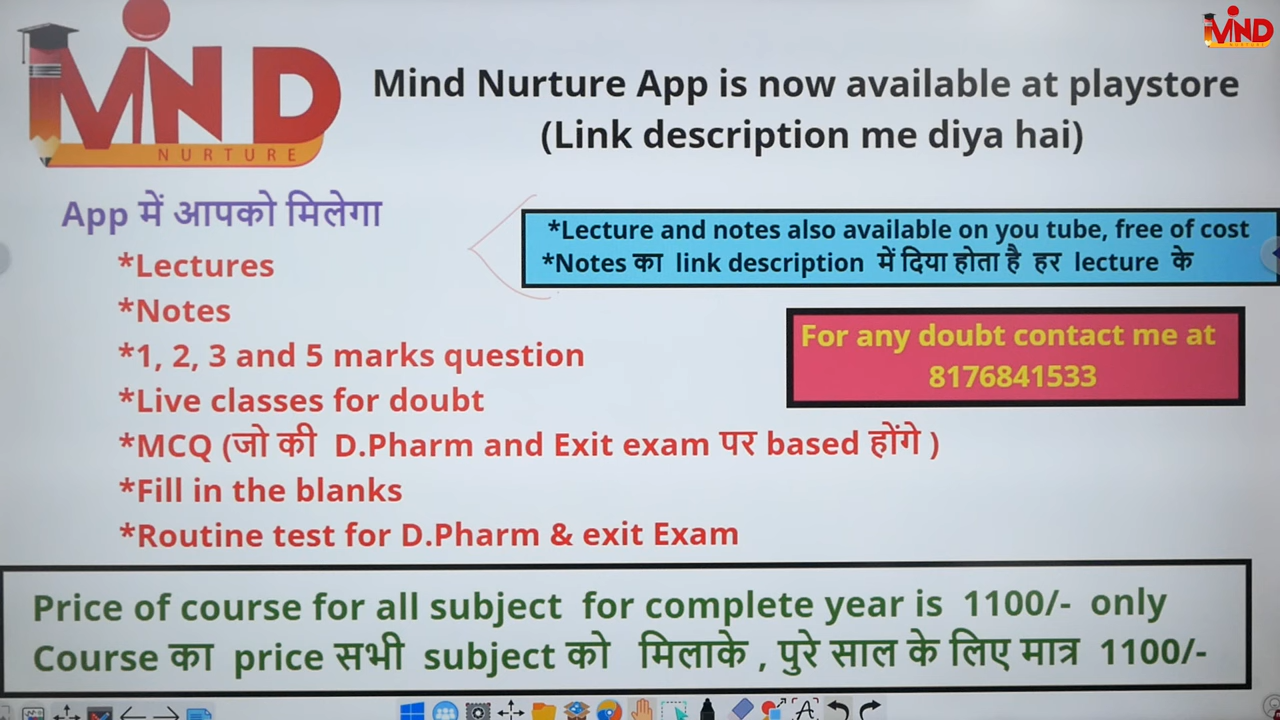 MIND
NURTURE
MIND
NURTURE
Mind Nurture App is now available at playstore
(Link description me diya hai)
App में आपको मिलेगा
*Lectures
*Notes
*1, 2, 3 and 5 marks question
*Live classes for doubt
*MCQ (जो की D.Pharm and Exit exam पर based होंगे )
*Fill in the blanks
*Routine test for D.Pharm & exit Exam
*Lecture and notes also available on you tube, free of cost
*Notes का link description में दिया होता है हर lecture के
For any doubt contact me at
8176841533
Price of course for all subject for complete year is 1100/- only
Course का price सभी subject को मिलाके , पुरे साल के लिए मात्र 1100/-